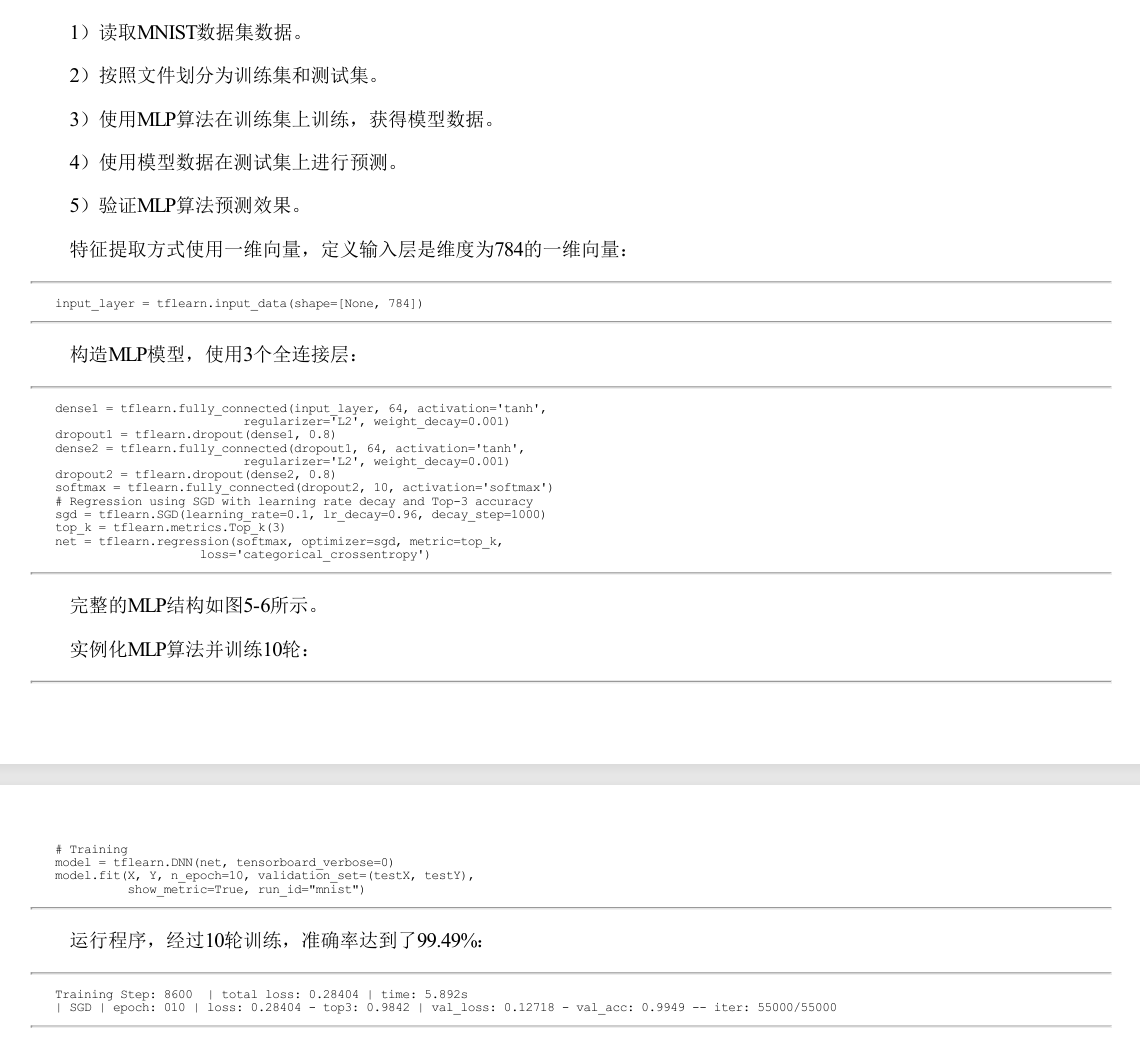 1）读取MNIST数据集数据。
2）按照文件划分为训练集和测试集。
3）使用MLP算法在训练集上训练，获得模型数据。
4）使用模型数据在测试集上进行预测。
5）验证MLP算法预测效果。
特征提取方式使用一维向量，定义输入层是维度为784的一维向量：
input_layer = tflearn.input_data(shape=[None, 784])
构造MLP模型，使用3个全连接层：
dense1 = tflearn.fully_connected(input_layer, 64, activation='tanh',
                          regularizer='L2', weight_decay=0.001)
dropout1 = tflearn.dropout(dense1, 0.8)
dense2 = tflearn.fully_connected(dropout1, 64, activation='tanh',
                          regularizer='L2', weight_decay=0.001)
dropout2 = tflearn.dropout(dense2, 0.8)
softmax = tflearn.fully_connected(dropout2, 10, activation='softmax')
# Regression using SGD with learning rate decay and Top-3 accuracy
sgd = tflearn.SGD(learning_rate=0.1, lr_decay=0.96, decay_step=1000)
top_k = tflearn.metrics.Top_k(3)
net = tflearn.regression(softmax, optimizer=sgd, metric=top_k,
                    loss='categorical_crossentropy')
完整的MLP结构如图5-6所示。
实例化MLP算法并训练10轮：
# Training
model = tflearn.DNN(net, tensorboard_verbose=0)
model.fit(X, Y, n_epoch=10, validation_set=(testX, testY),
          show_metric=True, run_id="mnist")
运行程序，经过10轮训练，准确率达到了99.49%：
Training Step: 8600  | total loss: 0.28404 | time: 5.892s
| SGD | epoch: 010 | loss: 0.28404 - top3: 0.9842 | val_loss: 0.12718 - val_acc: 0.9949 -- iter: 55000/55000